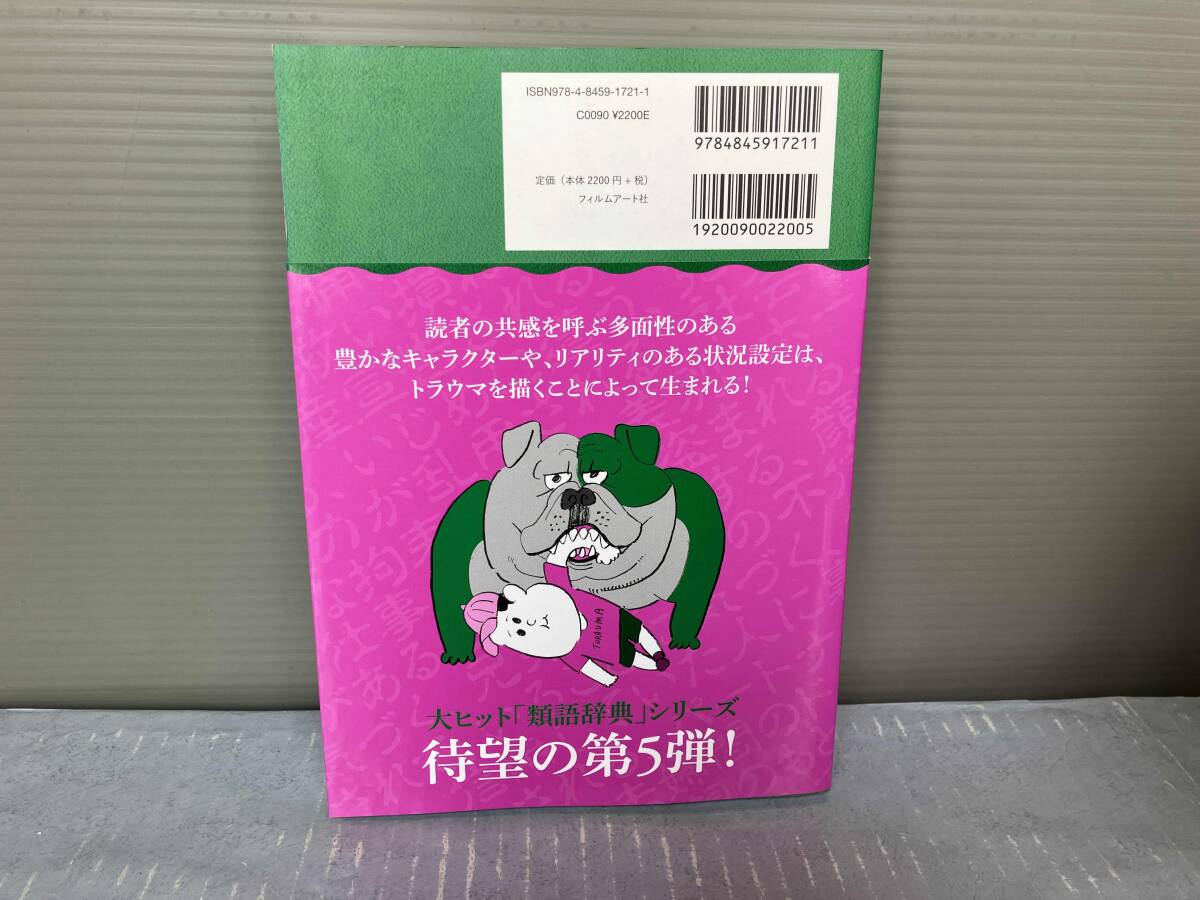 ISBN978-4-8459-1721-1
C0090 ¥2200E
9784845917211
定価（本体2200円+税）
フィルムアート社
1920090022005
読者の共感を呼ぶ多面性のある
豊かなキャラクターや、リアリティのある状況設定は、
トラウマを描くことによって生まれる！
TORAUMA
大ヒット「類語辞典」シリーズ
待望の第5弾！